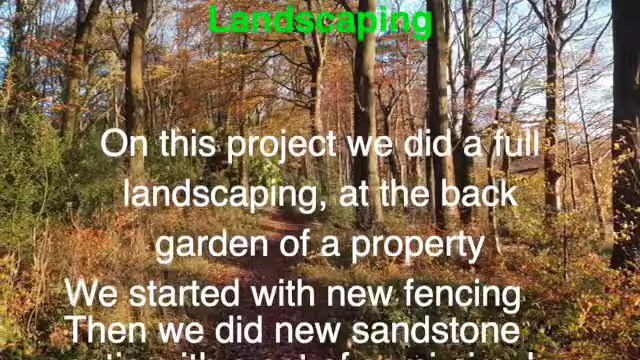 Landscaping
On this project we did a full
landscaping, at the back
garden of a property
We started with new fencing
Then we did new sandstone